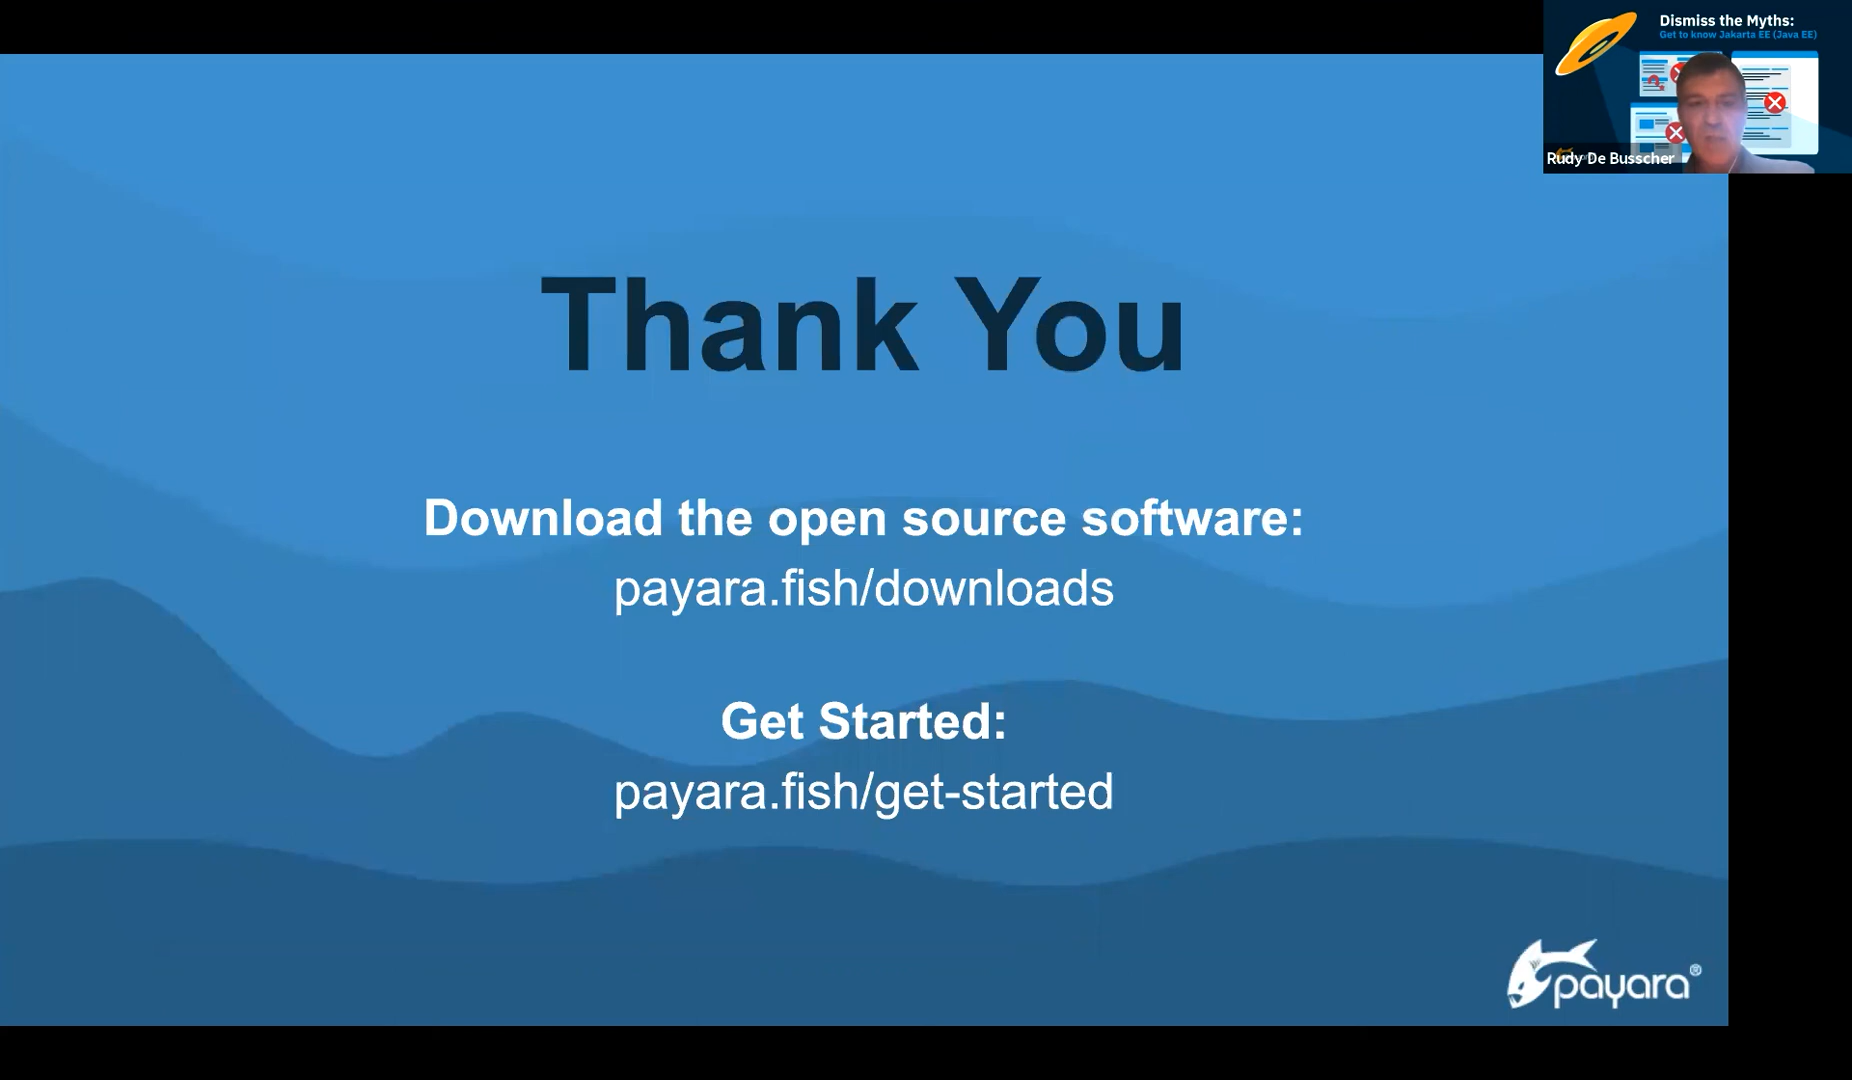 Dismiss the Myths:
Get to know Jakarta EE (Java EE)
Rudy De Busscher
Thank You
Download the open source software:
payara.fish/downloads
Get Started:
payara.fish/get-started
payara®